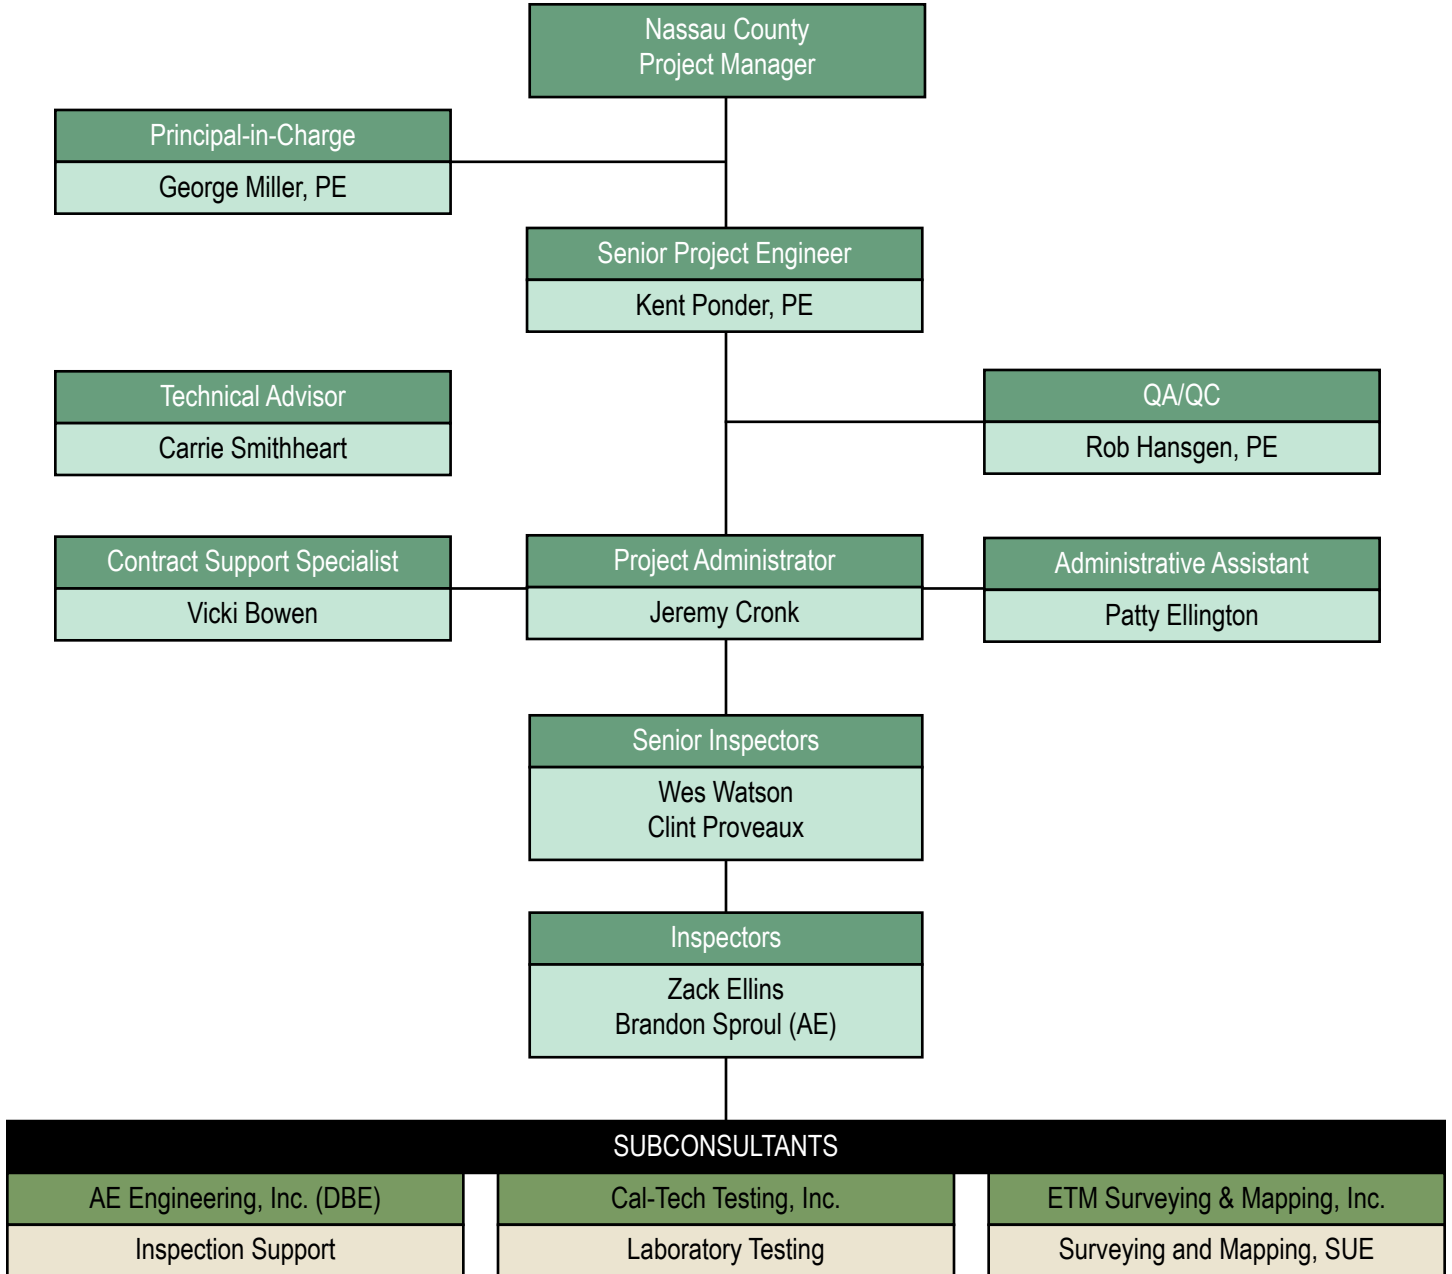 Nassau County
Project Manager
Principal-in-Charge
George Miller, PE
Senior Project Engineer
Kent Ponder, PE
Technical Advisor
Carrie Smithheart
QA/QC
Rob Hansgen, PE
Contract Support Specialist
Vicki Bowen
Project Administrator
Jeremy Cronk
Administrative Assistant
Patty Ellington
Senior Inspectors
Wes Watson
Clint Proveaux
Inspectors
Zack Ellins
Brandon Sproul (AE)
SUBCONSULTANTS
AE Engineering, Inc. (DBE)
Inspection Support
Cal-Tech Testing, Inc.
Laboratory Testing
ETM Surveying & Mapping, Inc.
Surveying and Mapping, SUE